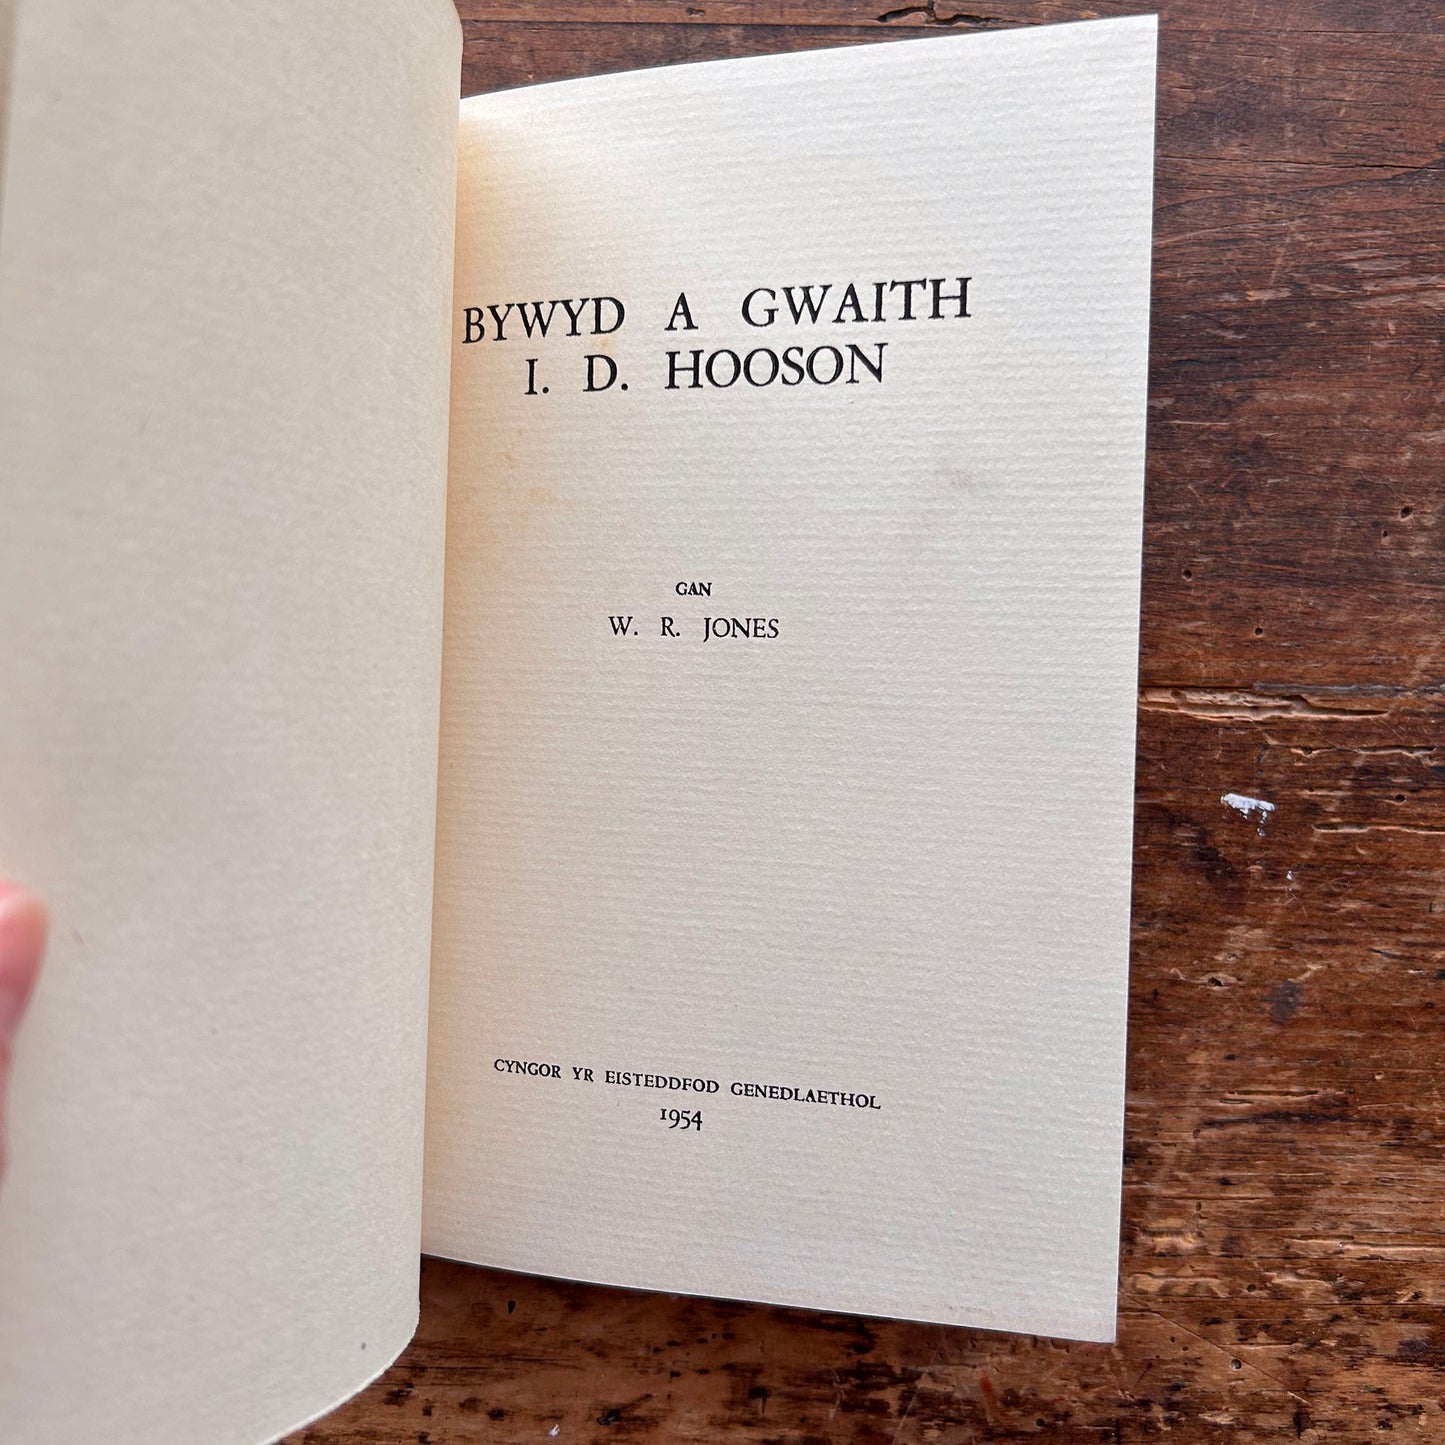 BYWYD A GWAITH
I. D. HOOSON
GAN
W. R. JONES
CYNGOR YR EISTEDDFOD GENEDLAETHOL
1954